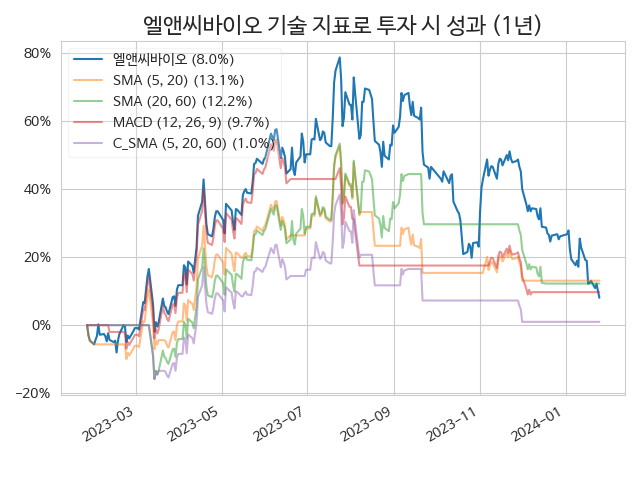 엘앤씨바이오 기술 지표로 투자 시 성과 (1년)
80%
60%
40%
20%
0%
−20%
엘앤씨바이오 (8.0%)
SMA (5, 20) (13.1%)
SMA (20, 60) (12.2%)
MACD (12, 26, 9) (9.7%)
C_SMA (5, 20, 60) (1.0%)
2023−03
2023−05
2023−07
2023−09
2023−11
2024−01